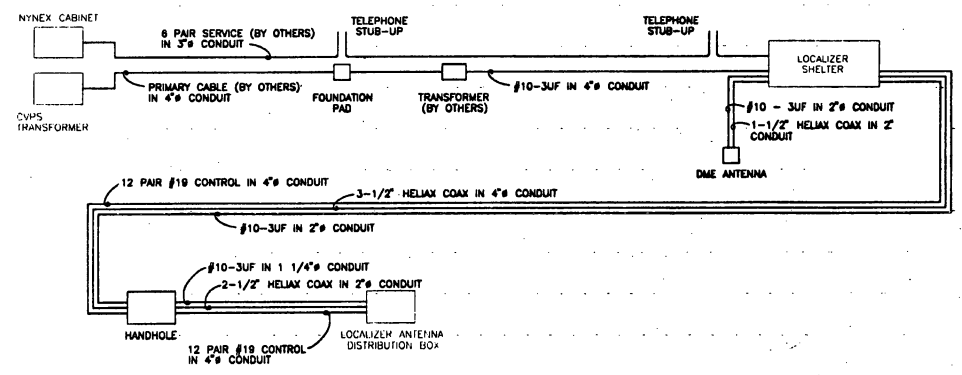 NYNEX CABINET
6 PAIR SERVICE (BY OTHERS)
IN 3"ø CONDUIT
TELEPHONE
STUB-UP
TELEPHONE
STUB-UP
LOCALIZER
SHELTER
PRIMARY CABLE (BY OTHERS)
IN 4"ø CONDUIT
FOUNDATION
PAD
TRANSFORMER
(BY OTHERS)
#10-3UF IN 4"ø CONDUIT
CVPS
TRANSFORMER
#10 - 3UF IN 2"ø CONDUIT
1-1/2" HELIAX COAX IN 2"
CONDUIT
DME ANTENNA
12 PAIR #19 CONTROL IN 4"ø CONDUIT
3-1/2" HELIAX COAX IN 4"ø CONDUIT
#10-3UF IN 2"ø CONDUIT
#10-3UF IN 1 1/4"ø CONDUIT
2-1/2" HELIAX COAX IN 2"ø CONDUIT
HANDHOLE
LOCALIZER ANTENNA
DISTRIBUTION BOX
12 PAIR #19 CONTROL
IN 4"ø CONDUIT